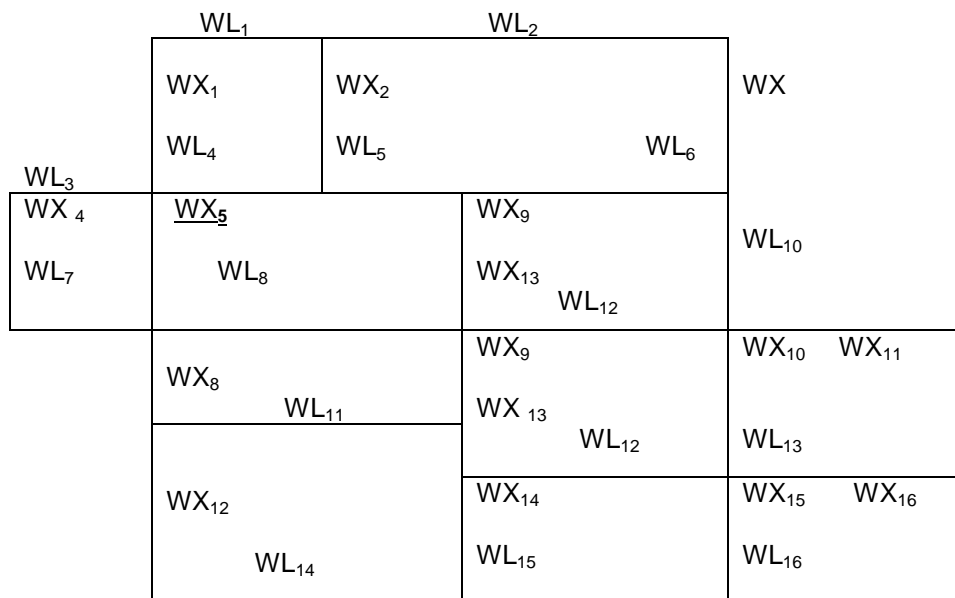 WL₁ WL₂
WX₁ WX₂ WX
WL₄ WL₅ WL₆
WL₃
WX ₄ WX₅ WX₉
WL₁₀
WL₇ WL₈ WX₁₃
WL₁₂
WX₉ WX₁₀ WX₁₁
WX₈
WL₁₁ WX ₁₃
WL₁₂ WL₁₃
WX₁₂ WX₁₄ WX₁₅ WX₁₆
WL₁₄ WL₁₅ WL₁₆